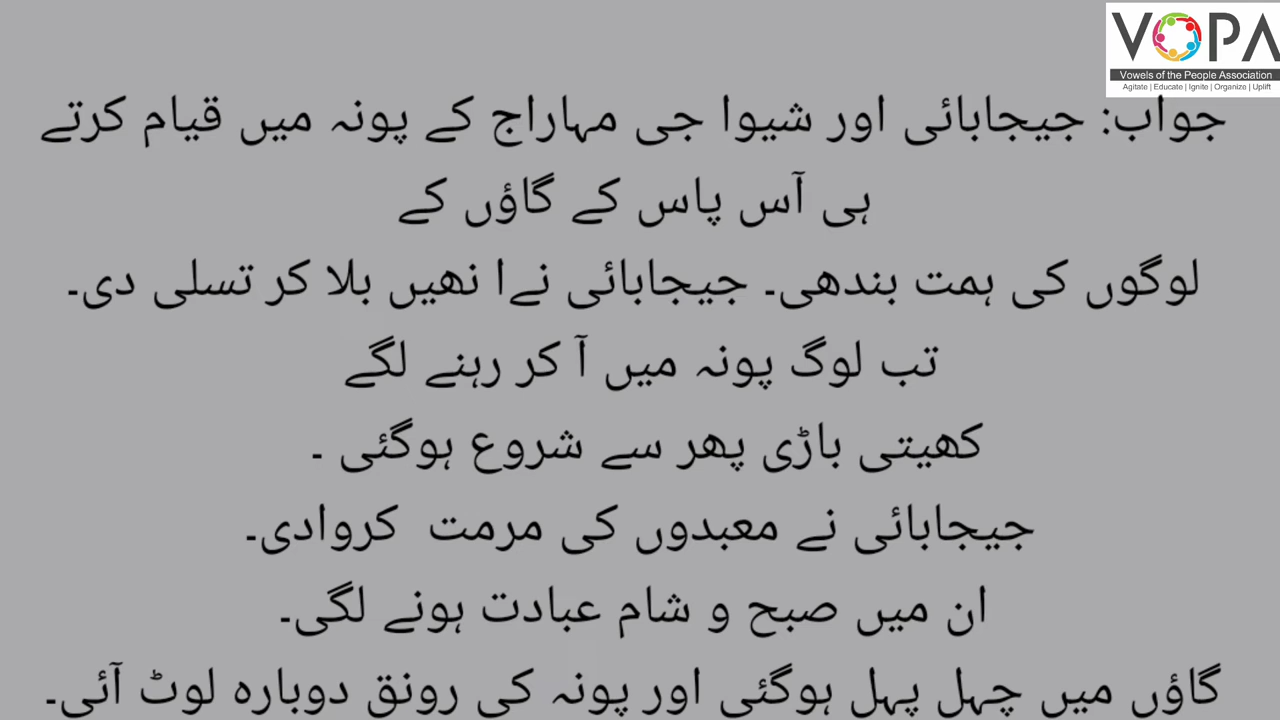 VOPA
Vowels of the People Association
Agitate | Educate | Ignite | Organize | Uplift
جواب: جیجابائی اور شیوا جی مہاراج کے پونہ میں قیام کرتے
ہی آس پاس کے گاؤں کے
لوگوں کی ہمت بندھی۔ جیجابائی نےا نھیں بلا کر تسلی دی۔
تب لوگ پونہ میں آ کر رہنے لگے
کھیتی باڑی پھر سے شروع ہوگئی ۔
جیجابائی نے معبدوں کی مرمت  کروادی۔
ان میں صبح و شام عبادت ہونے لگی۔
گاؤں میں چہل پہل ہوگئی اور پونہ کی رونق دوبارہ لوٹ آئی۔